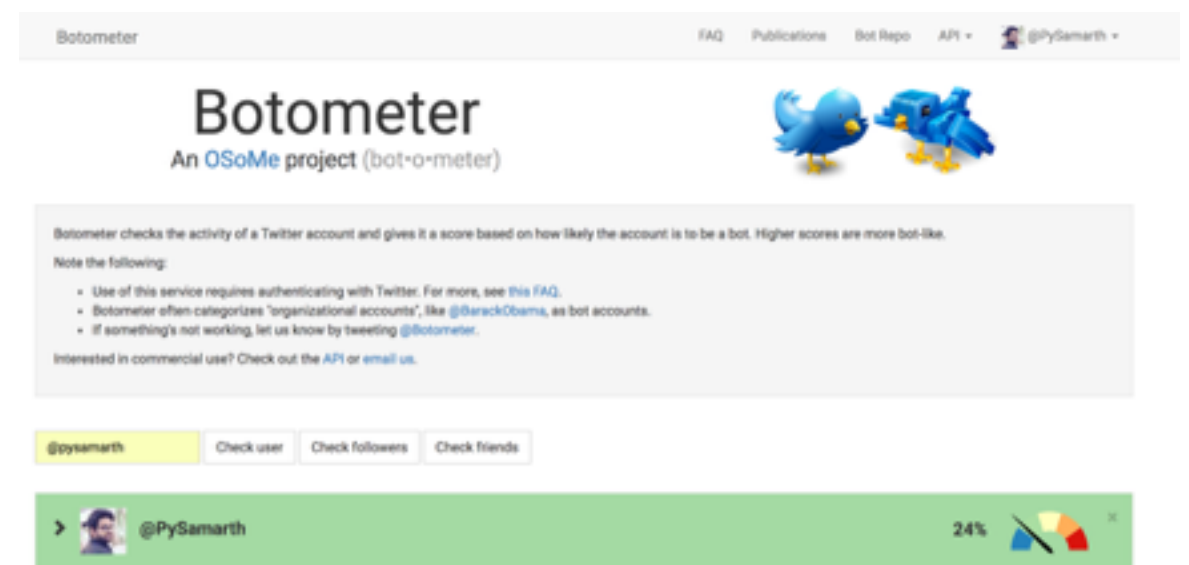 Botometer FAQ Publications Bot Repo API @PySamarth
Botometer
An OSoMe project (bot•o•meter)
Botometer checks the activity of a Twitter account and gives it a score based on how likely the account is to be a bot. Higher scores are more bot-like.
Note the following:
• Use of this service requires authenticating with Twitter. For more, see this FAQ.
• Botometer often categorizes "organizational accounts", like @BarackObama, as bot accounts.
• If something's not working, let us know by tweeting @Botometer.
Interested in commercial use? Check out the API or email us.
@pysamarth Check user Check followers Check friends
@PySamarth 24% ×